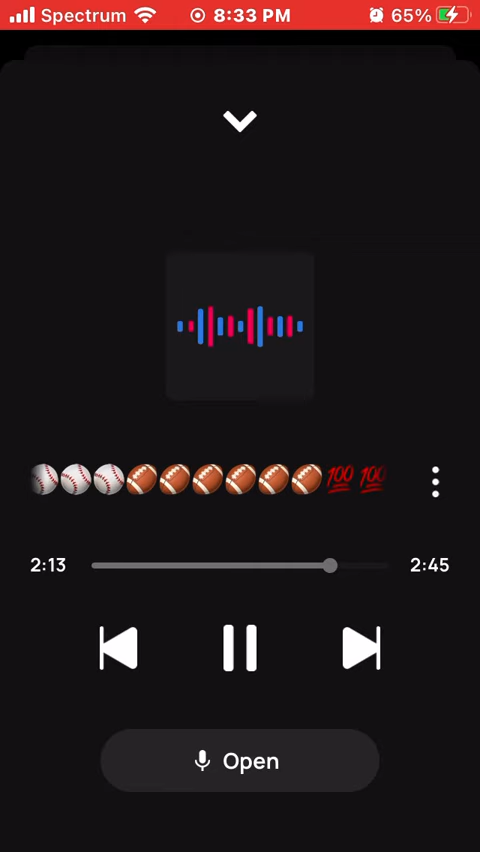 Spectrum 8:33 PM 65%
⚾⚾⚾🏈🏈🏈🏈🏈🏈💯💯
2:13 2:45
Open